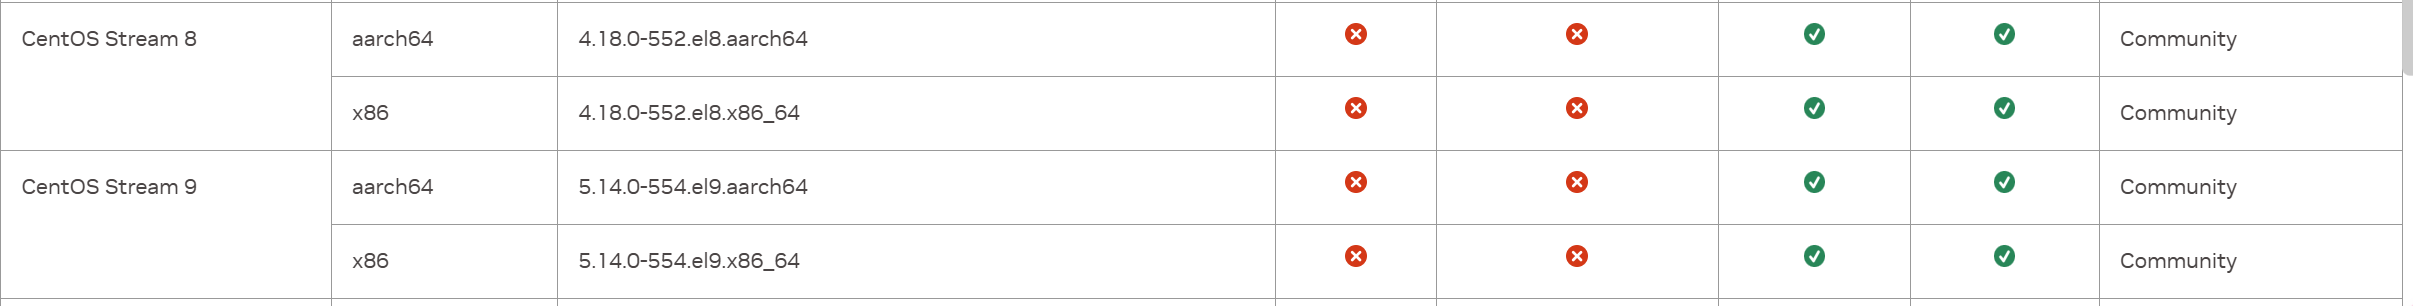 CentOS Stream 8 aarch64 4.18.0-552.el8.aarch64 Community
x86 4.18.0-552.el8.x86_64 Community
CentOS Stream 9 aarch64 5.14.0-554.el9.aarch64 Community
x86 5.14.0-554.el9.x86_64 Community